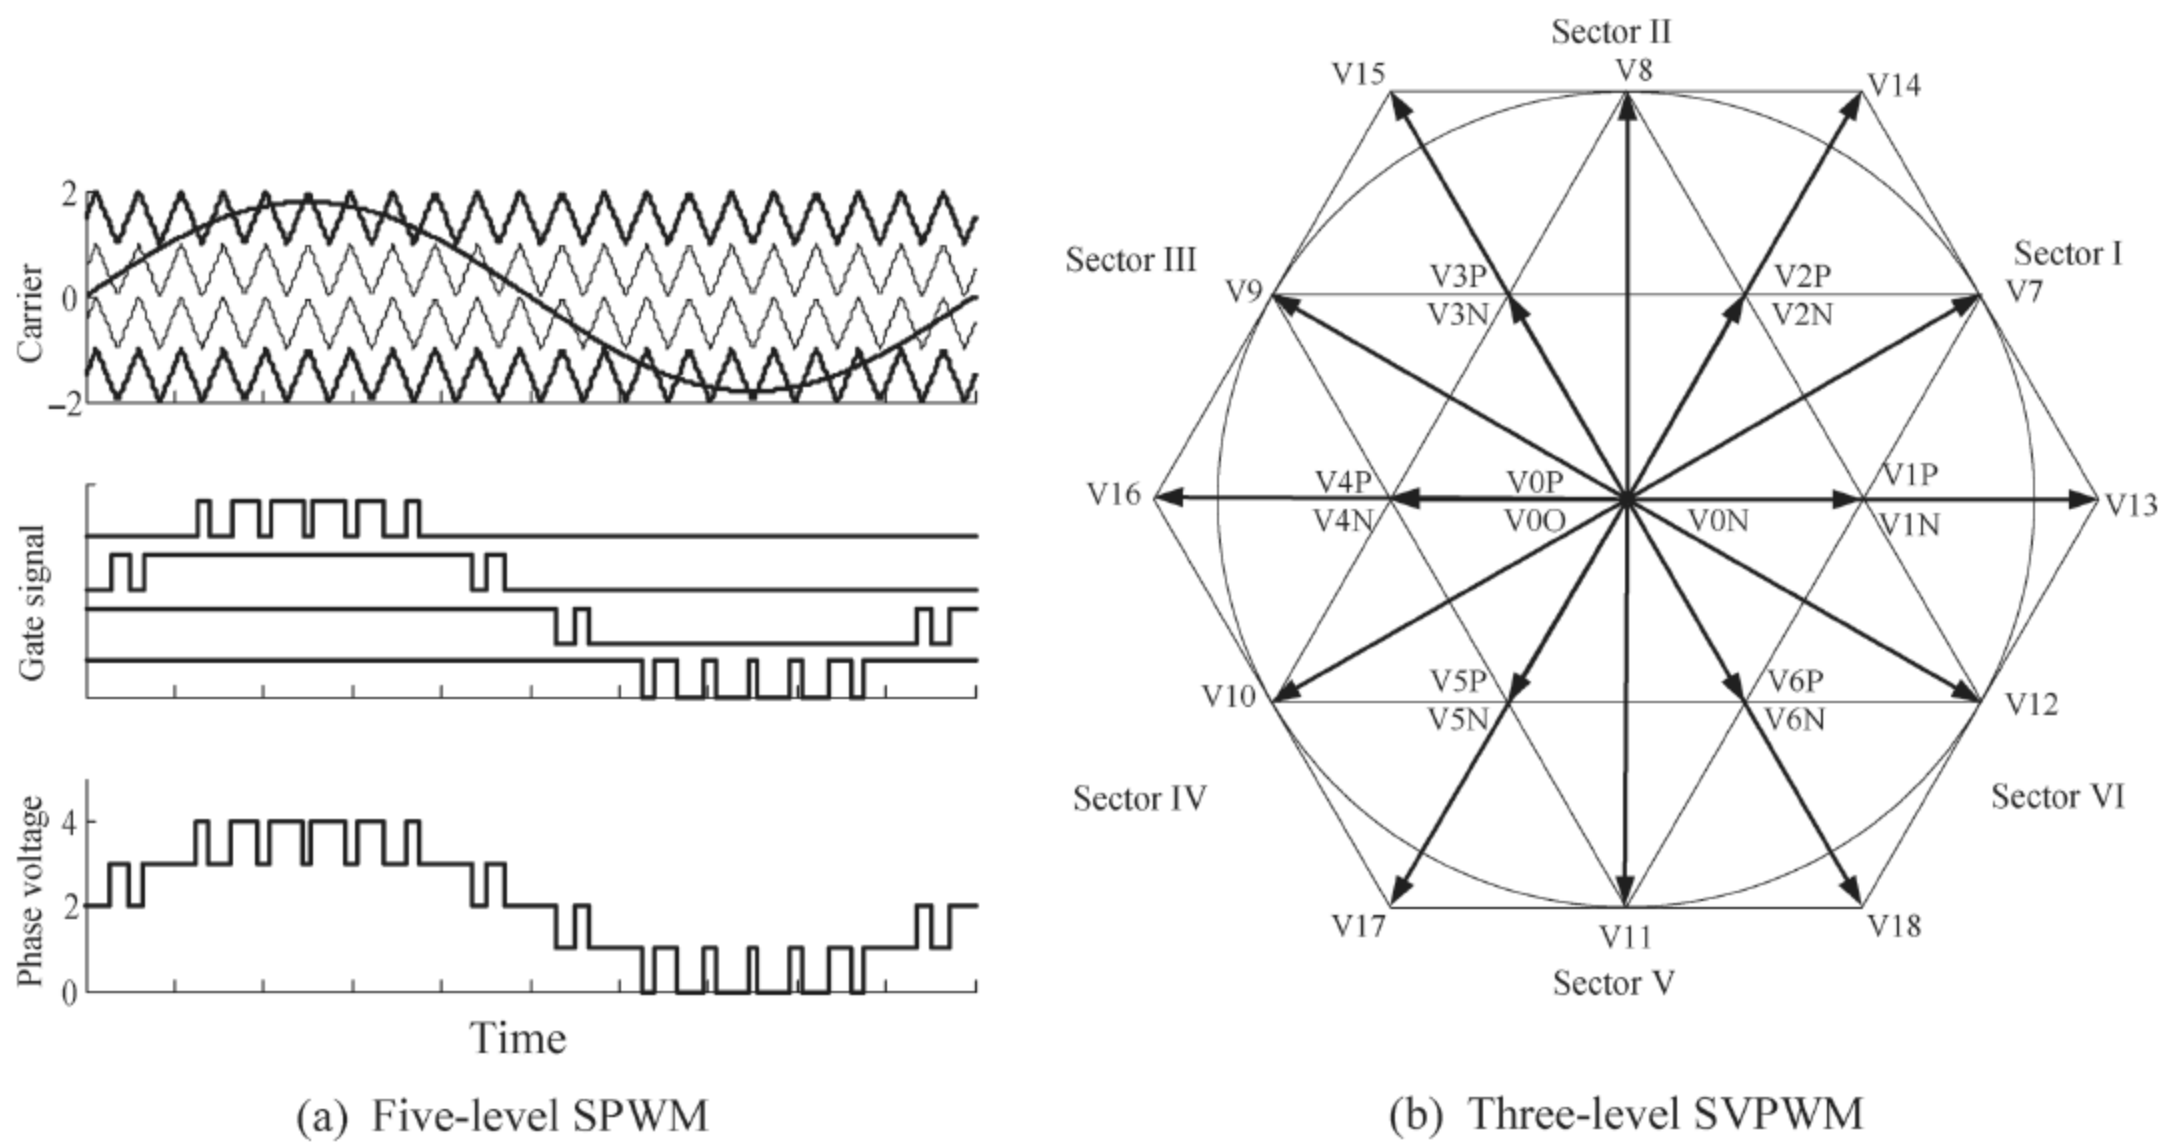 2
0
−2
Carrier
Gate signal
4
2
0
Phase voltage
Time
(a) Five-level SPWM
Sector II
V15
V8
V14
Sector III
Sector I
V9
V3P
V3N
V2P
V2N
V7
V16
V4P
V4N
V0P
V0O
V0N
V1P
V1N
V13
V10
V5P
V5N
V6P
V6N
V12
Sector IV
Sector VI
V17
V11
V18
Sector V
(b) Three-level SVPWM